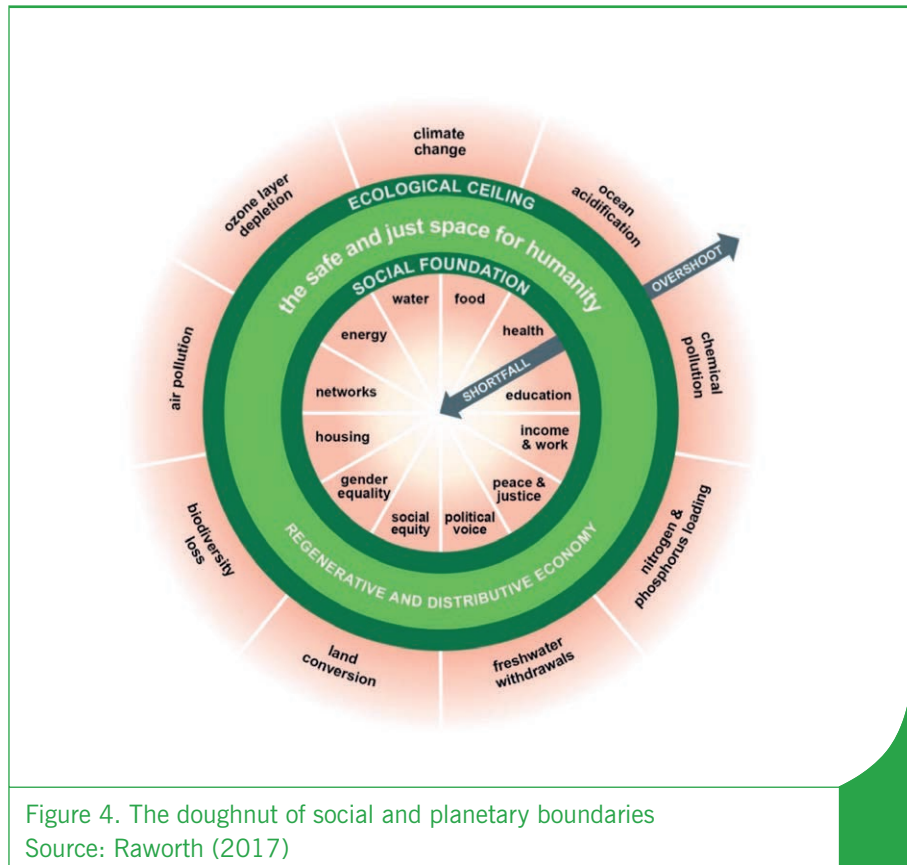 climate
change
ocean
acidification
chemical
pollution
nitrogen &
phosphorus loading
freshwater
withdrawals
land
conversion
biodiversity
loss
air pollution
ozone layer
depletion
ECOLOGICAL CEILING
OVERSHOOT
the safe and just space for humanity
SOCIAL FOUNDATION
water
food
health
SHORTFALL
education
income
& work
peace &
justice
political
voice
social
equity
gender
equality
housing
networks
energy
REGENERATIVE AND DISTRIBUTIVE ECONOMY
Figure 4. The doughnut of social and planetary boundaries
Source: Raworth (2017)